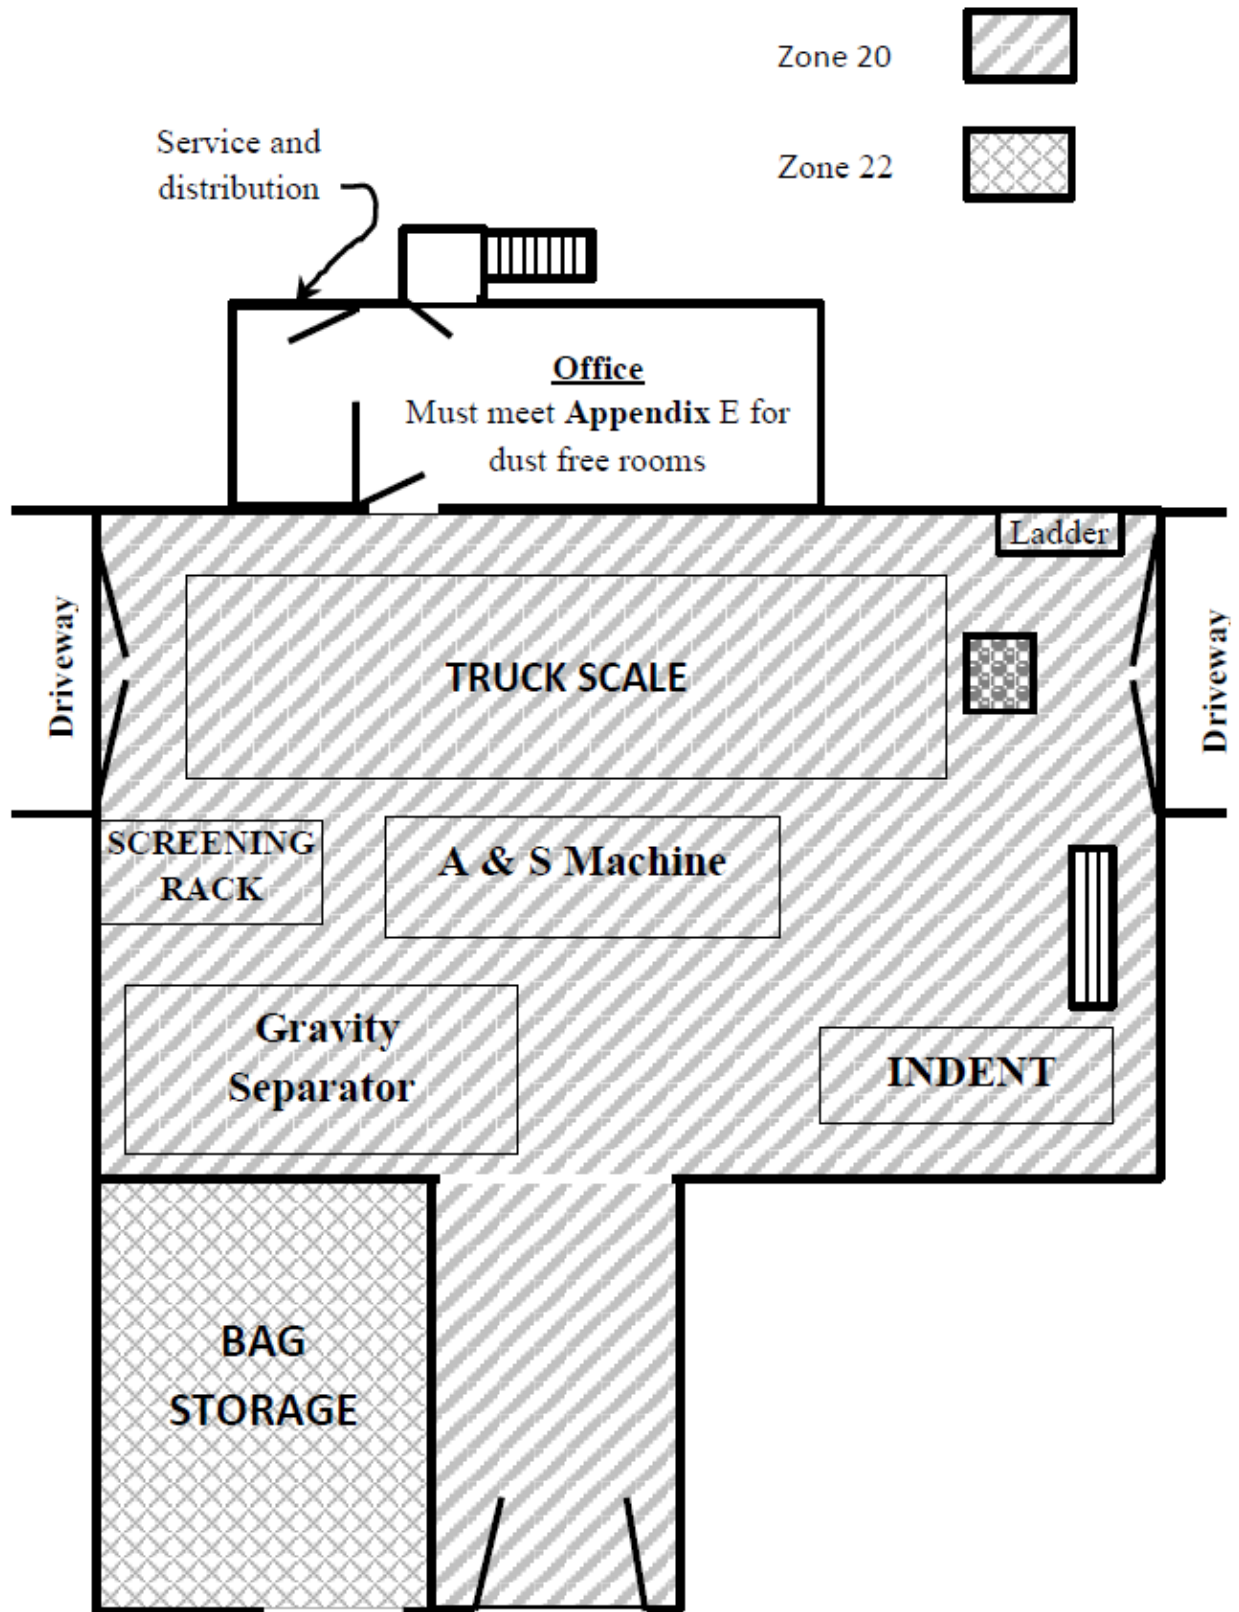 Zone 20
Zone 22
Service and
distribution
Office
Must meet Appendix E for
dust free rooms
Ladder
Driveway
Driveway
TRUCK SCALE
SCREENING
RACK
A & S Machine
Gravity
Separator
INDENT
BAG
STORAGE